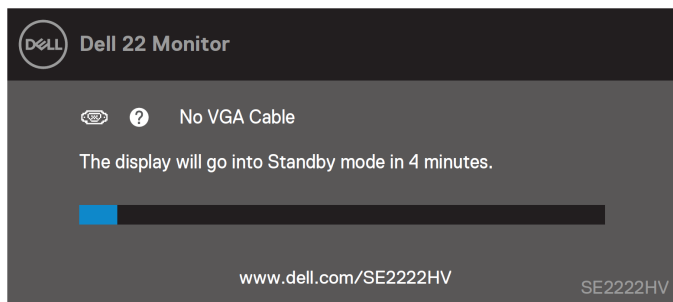 DELL Dell 22 Monitor
? No VGA Cable
The display will go into Standby mode in 4 minutes.
www.dell.com/SE2222HV
SE2222HV